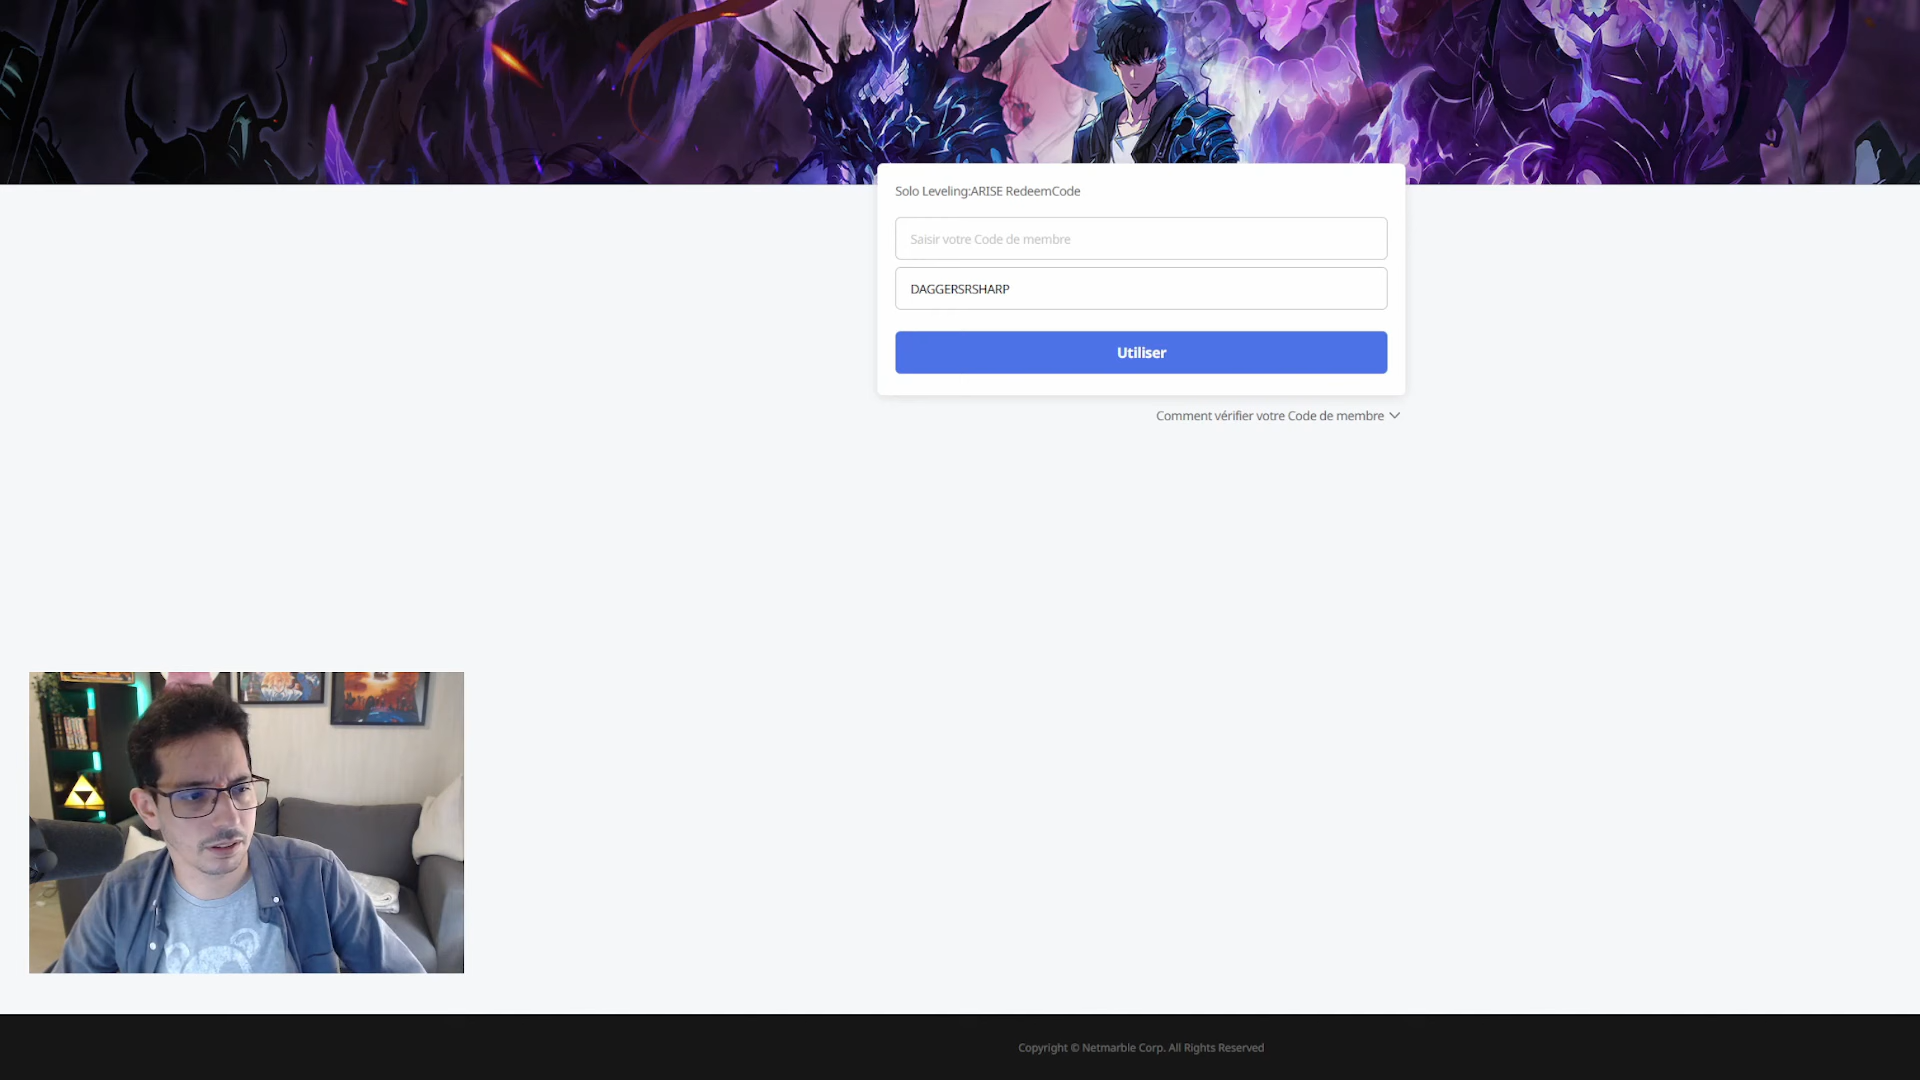 Solo Leveling:ARISE RedeemCode
Saisir votre Code de membre
DAGGERSRSHARP
Utiliser
Comment vérifier votre Code de membre
Copyright © Netmarble Corp. All Rights Reserved